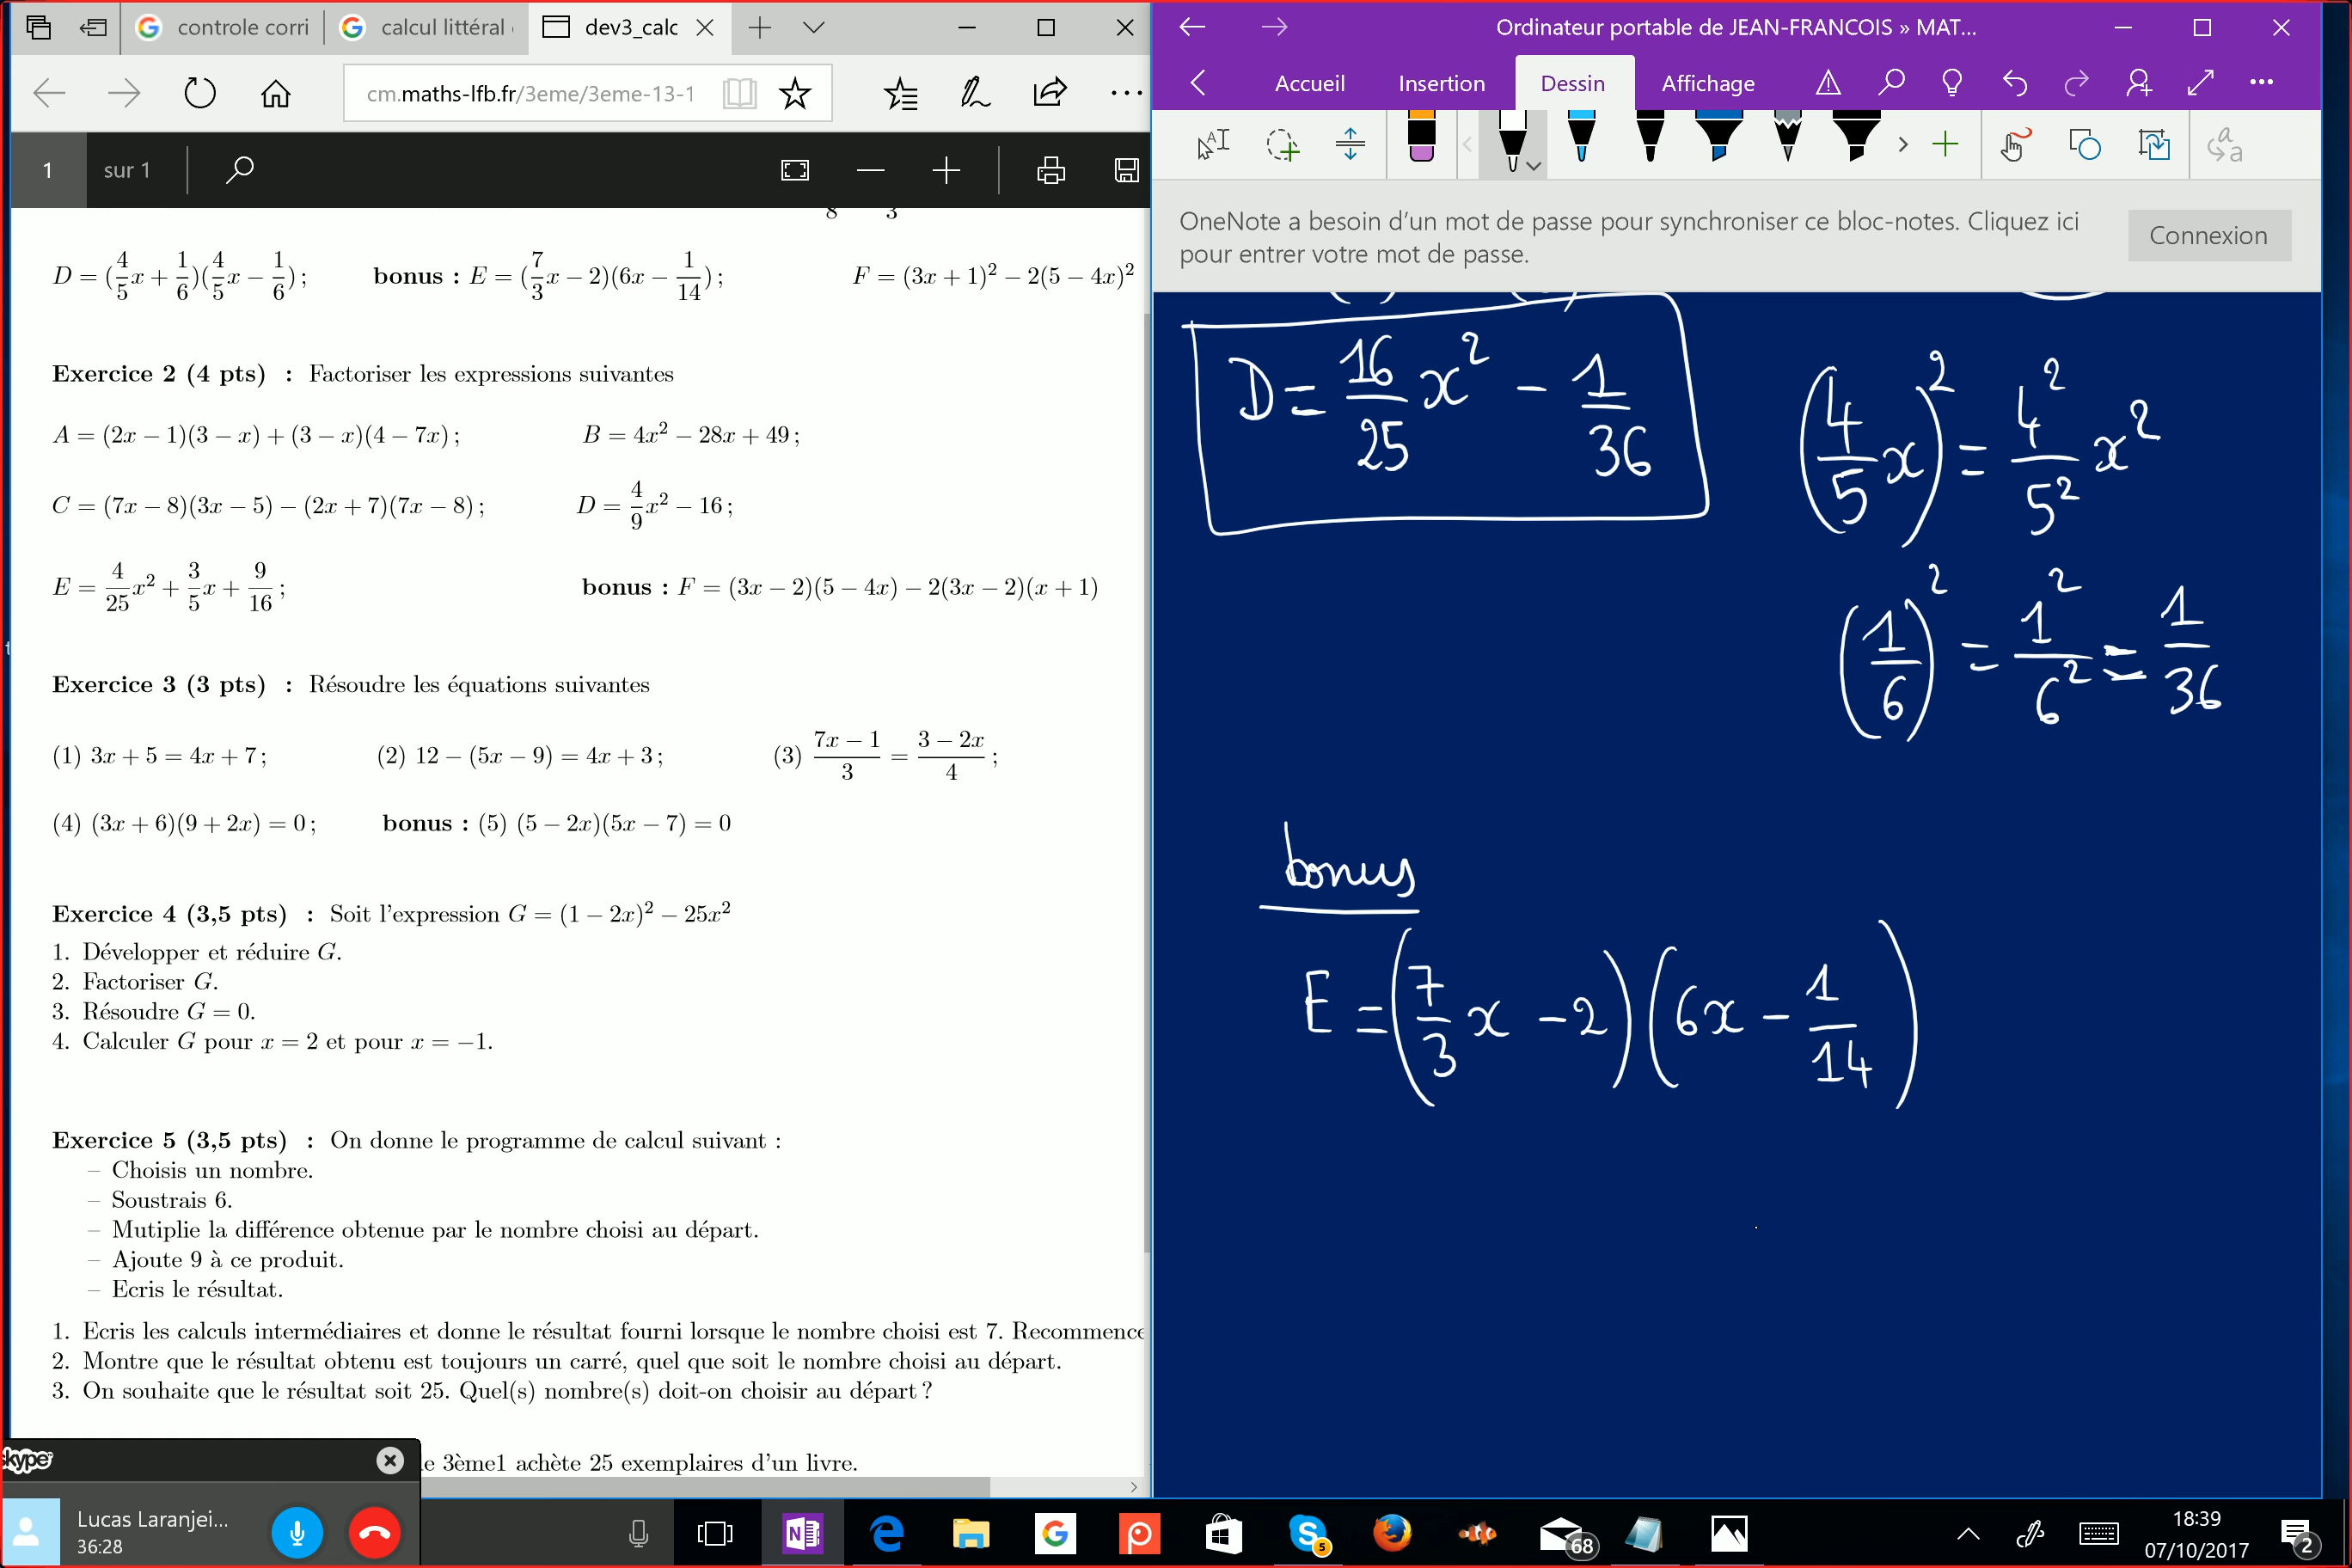 controle corri
calcul littéral
dev3_calc
cm.maths-lfb.fr/3eme/3eme-13-1
1 sur 1
8 3
D = (4/5 x + 1/6)(4/5 x − 1/6) ; bonus : E = (7/3 x − 2)(6x − 1/14) ; F = (3x + 1)² − 2(5 − 4x)²
Exercice 2 (4 pts) : Factoriser les expressions suivantes
A = (2x − 1)(3 − x) + (3 − x)(4 − 7x) ; B = 4x² − 28x + 49 ;
C = (7x − 8)(3x − 5) − (2x + 7)(7x − 8) ; D = 4/9 x² − 16 ;
E = 4/25 x² + 3/5 x + 9/16 ; bonus : F = (3x − 2)(5 − 4x) − 2(3x − 2)(x + 1)
Exercice 3 (3 pts) : Résoudre les équations suivantes
(1) 3x + 5 = 4x + 7 ; (2) 12 − (5x − 9) = 4x + 3 ; (3) (7x − 1)/3 = (3 − 2x)/4 ;
(4) (3x + 6)(9 + 2x) = 0 ; bonus : (5) (5 − 2x)(5x − 7) = 0
Exercice 4 (3,5 pts) : Soit l'expression G = (1 − 2x)² − 25x²
1. Développer et réduire G.
2. Factoriser G.
3. Résoudre G = 0.
4. Calculer G pour x = 2 et pour x = −1.
Exercice 5 (3,5 pts) : On donne le programme de calcul suivant :
– Choisis un nombre.
– Soustrais 6.
– Mutiplie la différence obtenue par le nombre choisi au départ.
– Ajoute 9 à ce produit.
– Ecris le résultat.
1. Ecris les calculs intermédiaires et donne le résultat fourni lorsque le nombre choisi est 7. Recommence
2. Montre que le résultat obtenu est toujours un carré, quel que soit le nombre choisi au départ.
3. On souhaite que le résultat soit 25. Quel(s) nombre(s) doit-on choisir au départ ?
le 3ème1 achète 25 exemplaires d'un livre.
skype
Lucas Laranjei...
36:28
Ordinateur portable de JEAN-FRANCOIS » MAT...
Accueil Insertion Dessin Affichage
OneNote a besoin d'un mot de passe pour synchroniser ce bloc-notes. Cliquez ici
pour entrer votre mot de passe.
Connexion
D = 16/25 x² − 1/36
(4/5 x)² = 4²/5² x²
(1/6)² = 1²/6² = 1/36
bonus
E = (7/3 x − 2)(6x − 1/14)
5
68
18:39
07/10/2017
2